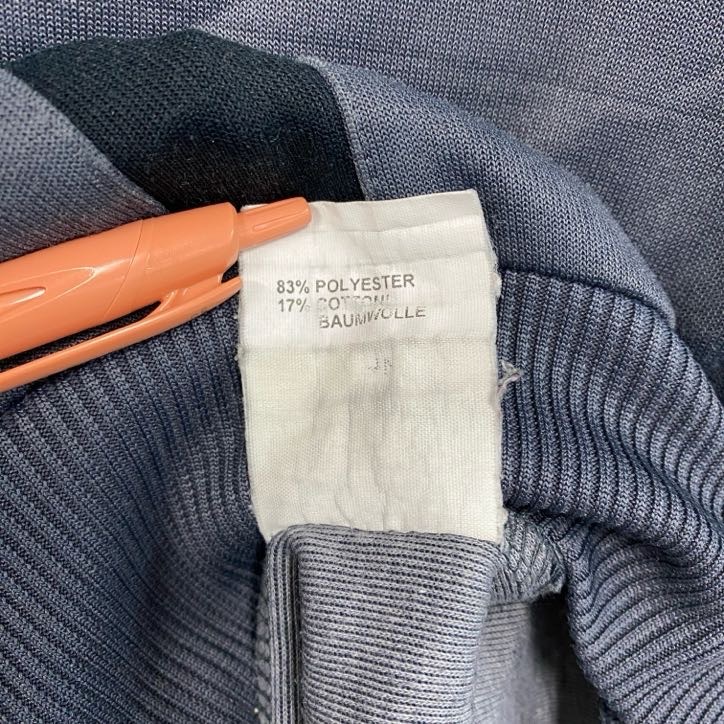 83% POLYESTER
17% COTTON/
BAUMWOLLE